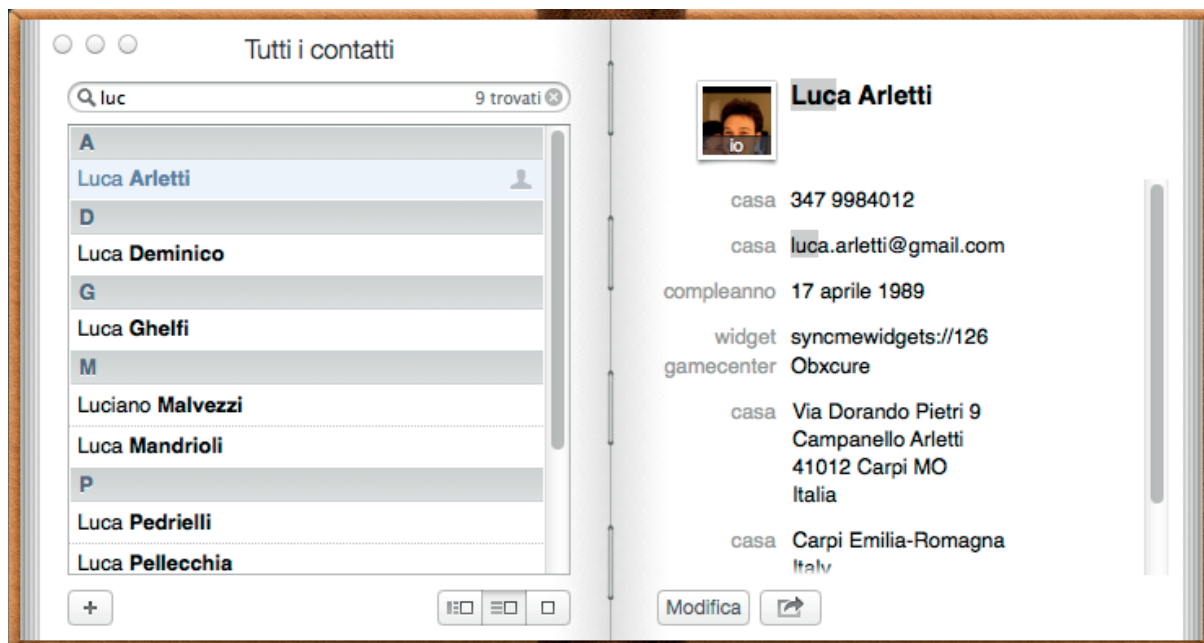 Tutti i contatti
luc
9 trovati
A
Luca Arletti
D
Luca Deminico
G
Luca Ghelfi
M
Luciano Malvezzi
Luca Mandrioli
P
Luca Pedrielli
Luca Pellecchia
Luca Arletti
io
casa 347 9984012
casa luca.arletti@gmail.com
compleanno 17 aprile 1989
widget syncmewidgets://126
gamecenter Obxcure
casa Via Dorando Pietri 9
Campanello Arletti
41012 Carpi MO
Italia
casa Carpi Emilia-Romagna
Italy
Modifica